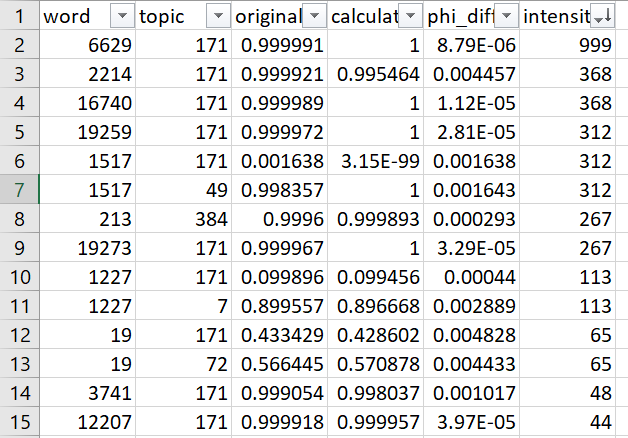 1 word topic original calculat phi_diff intensit
2 6629 171 0.999991 1 8.79E-06 999
3 2214 171 0.999921 0.995464 0.004457 368
4 16740 171 0.999989 1 1.12E-05 368
5 19259 171 0.999972 1 2.81E-05 312
6 1517 171 0.001638 3.15E-99 0.001638 312
7 1517 49 0.998357 1 0.001643 312
8 213 384 0.9996 0.999893 0.000293 267
9 19273 171 0.999967 1 3.29E-05 267
10 1227 171 0.099896 0.099456 0.00044 113
11 1227 7 0.899557 0.896668 0.002889 113
12 19 171 0.433429 0.428602 0.004828 65
13 19 72 0.566445 0.570878 0.004433 65
14 3741 171 0.999054 0.998037 0.001017 48
15 12207 171 0.999918 0.999957 3.97E-05 44